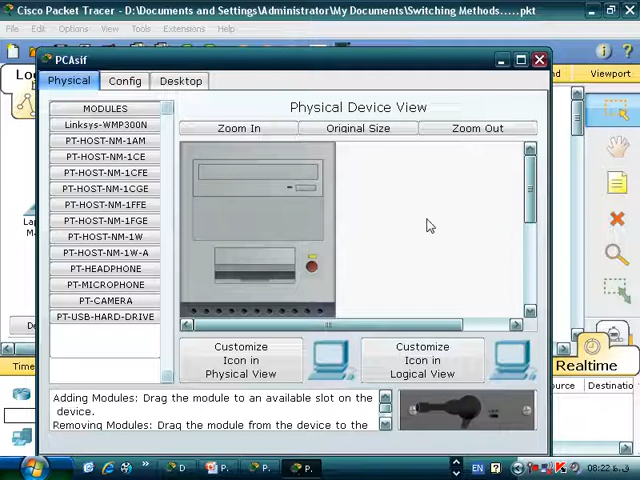 Cisco Packet Tracer - D:\Documents and Settings\Administrator\My Documents\Switching Methods.....pkt
File Edit Options View Tools Extensions Help
PCAsif
Viewport
Physical Config Desktop
MODULES
Linksys-WMP300N
PT-HOST-NM-1AM
PT-HOST-NM-1CE
PT-HOST-NM-1CFE
PT-HOST-NM-1CGE
PT-HOST-NM-1FFE
PT-HOST-NM-1FGE
PT-HOST-NM-1W
PT-HOST-NM-1W-A
PT-HEADPHONE
PT-MICROPHONE
PT-CAMERA
PT-USB-HARD-DRIVE
Physical Device View
Zoom In Original Size Zoom Out
Customize
Icon in
Physical View
Customize
Icon in
Logical View
Adding Modules: Drag the module to an available slot on the
device.
Removing Modules: Drag the module from the device to the
Realtime
Time
D P. P. P. EN 08:22